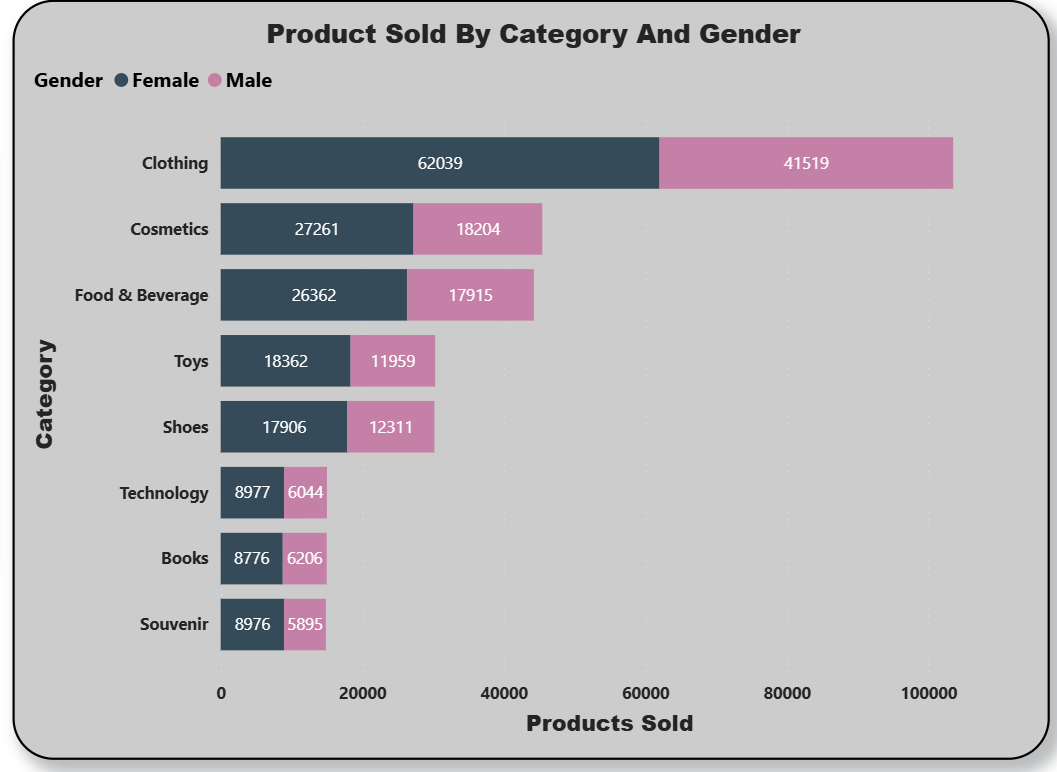 Product Sold By Category And Gender
Gender Female Male
Clothing 62039 41519
Cosmetics 27261 18204
Food & Beverage 26362 17915
Toys 18362 11959
Shoes 17906 12311
Technology 8977 6044
Books 8776 6206
Souvenir 8976 5895
Category
0 20000 40000 60000 80000 100000
Products Sold